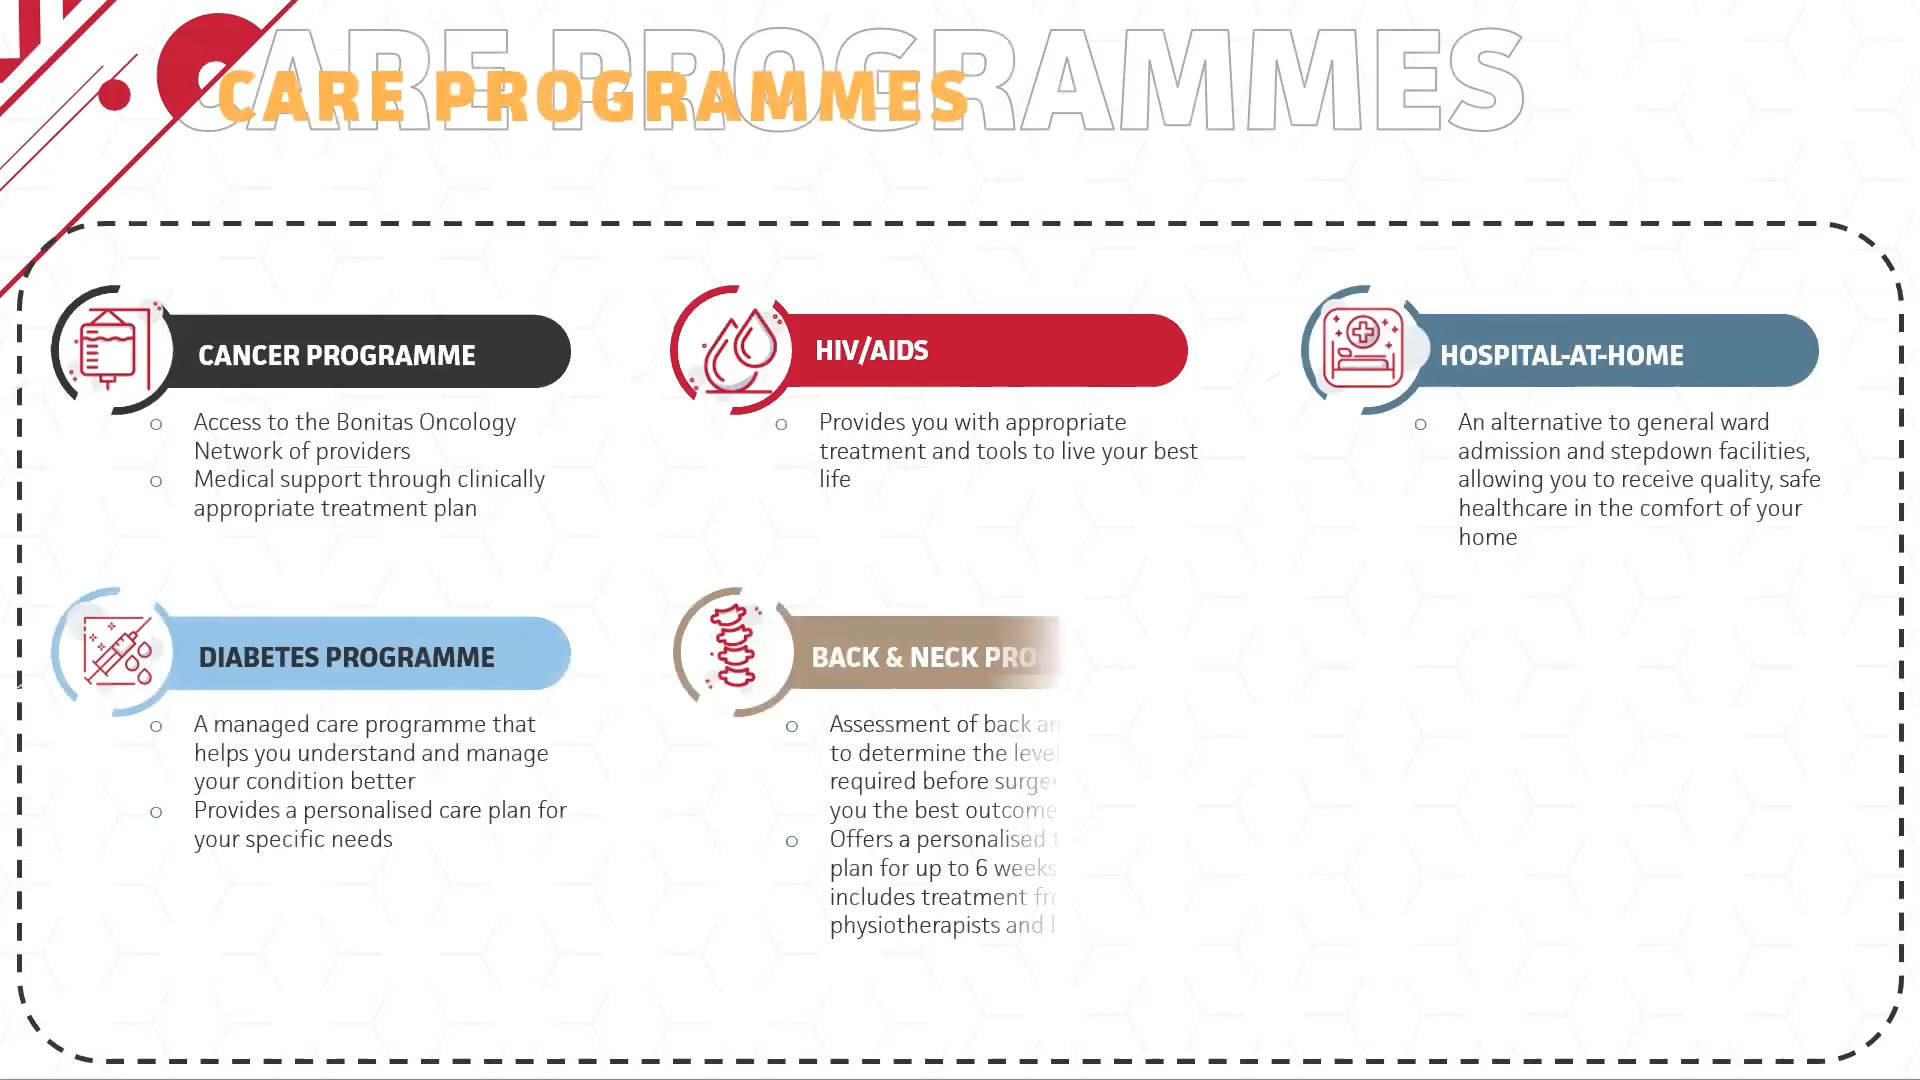 CARE PROGRAMMES
CARE PROGRAMMES
CANCER PROGRAMME
Access to the Bonitas Oncology
Network of providers
Medical support through clinically
appropriate treatment plan
HIV/AIDS
Provides you with appropriate
treatment and tools to live your best
life
HOSPITAL-AT-HOME
An alternative to general ward
admission and stepdown facilities,
allowing you to receive quality, safe
healthcare in the comfort of your
home
DIABETES PROGRAMME
A managed care programme that
helps you understand and manage
your condition better
Provides a personalised care plan for
your specific needs
BACK & NECK
Assessment of back
to determine the level
required before
you the best outcome
Offers a personalised
plan for up to 6 weeks
includes treatment
physiotherapists and